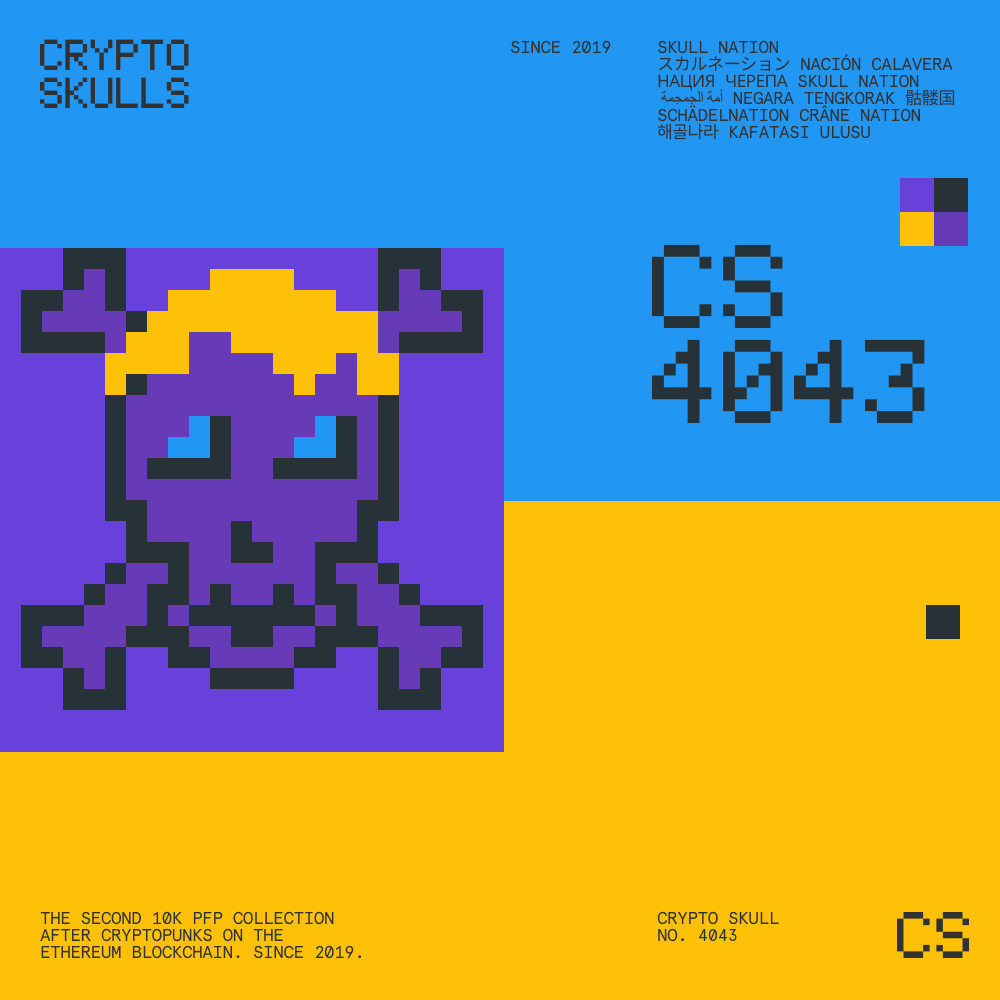 CRYPTO
SKULLS
SINCE 2019
SKULL NATION
スカルネーション NACIÓN CALAVERA
НАЦИЯ ЧЕРЕПА SKULL NATION
أمة الجمجمة NEGARA TENGKORAK 骷髅国
SCHÄDELNATION CRÂNE NATION
해골나라 KAFATASI ULUSU
CS
4043
THE SECOND 10K PFP COLLECTION
AFTER CRYPTOPUNKS ON THE
ETHEREUM BLOCKCHAIN. SINCE 2019.
CRYPTO SKULL
NO. 4043
CS